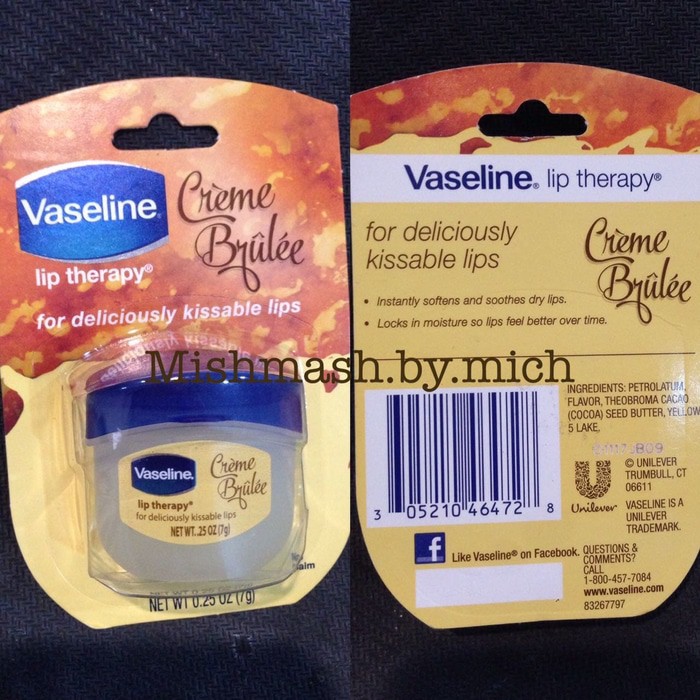 Vaseline®
lip therapy®
Crème
Brûlée
for deliciously kissable lips
Vaseline®
lip therapy®
for deliciously kissable lips
NET WT. .25 OZ (7g)
Crème
Brûlée
NET WT 0.25 OZ (7g)
Mishmash.by.mich
Vaseline® lip therapy®
for deliciously
kissable lips
Crème
Brûlée
• Instantly softens and soothes dry lips.
• Locks in moisture so lips feel better over time.
INGREDIENTS: PETROLATUM,
FLAVOR, THEOBROMA CACAO
(COCOA) SEED BUTTER, YELLOW
5 LAKE.
3 05210 46472 8
Unilever
© UNILEVER
TRUMBULL, CT
06611
VASELINE IS A
UNILEVER
TRADEMARK.
f
Like Vaseline® on Facebook.
QUESTIONS &
COMMENTS?
CALL
1-800-457-7084
www.vaseline.com
83267797